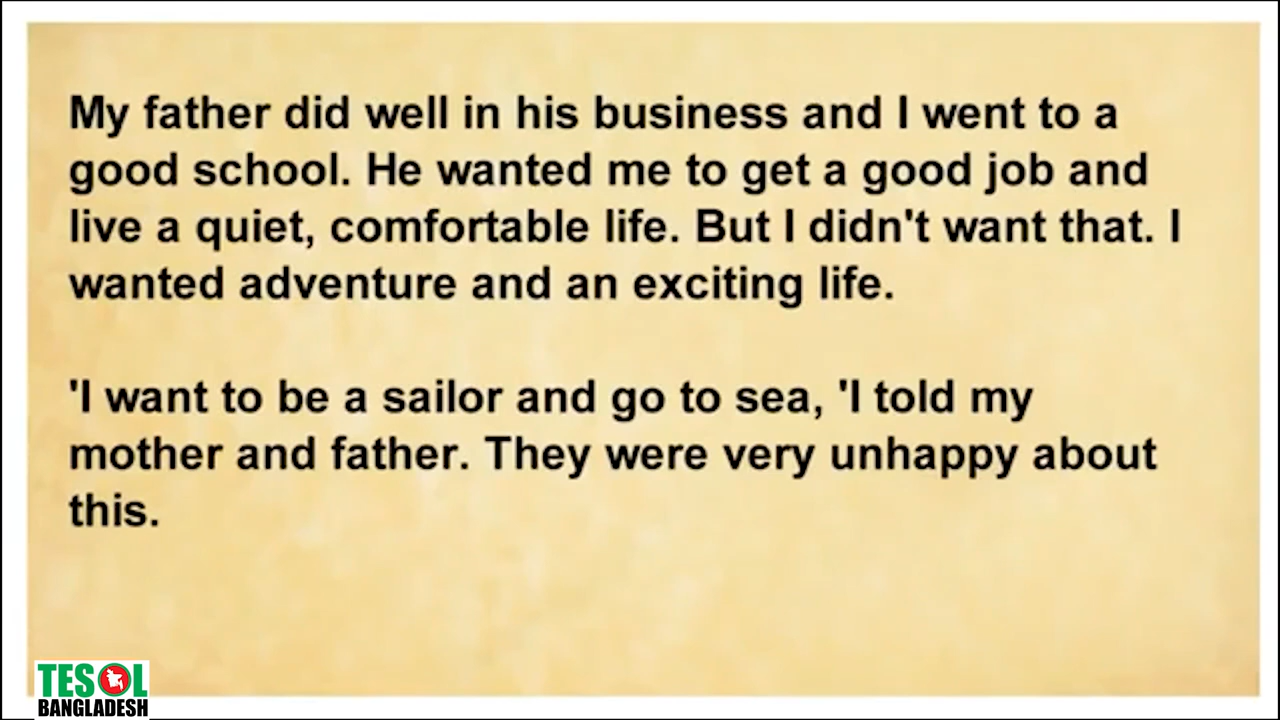 My father did well in his business and I went to a
good school. He wanted me to get a good job and
live a quiet, comfortable life. But I didn't want that. I
wanted adventure and an exciting life.
'I want to be a sailor and go to sea, 'I told my
mother and father. They were very unhappy about
this.
TESOL
BANGLADESH